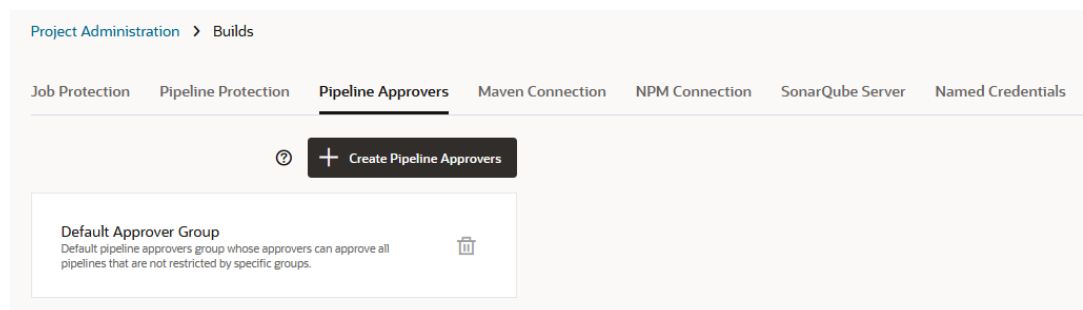 Project Administration > Builds
Job Protection Pipeline Protection Pipeline Approvers Maven Connection NPM Connection SonarQube Server Named Credentials
? + Create Pipeline Approvers
Default Approver Group
Default pipeline approvers group whose approvers can approve all
pipelines that are not restricted by specific groups.